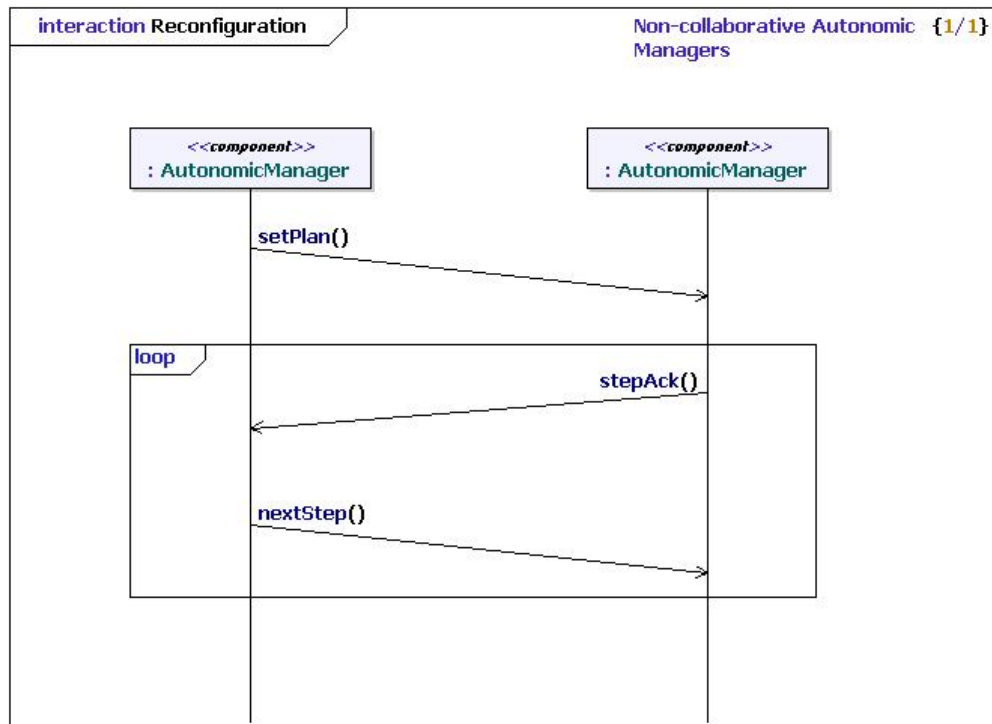 interaction Reconfiguration
Non-collaborative Autonomic {1/1}
Managers
<<component>>
: AutonomicManager
<<component>>
: AutonomicManager
setPlan()
loop
stepAck()
nextStep()